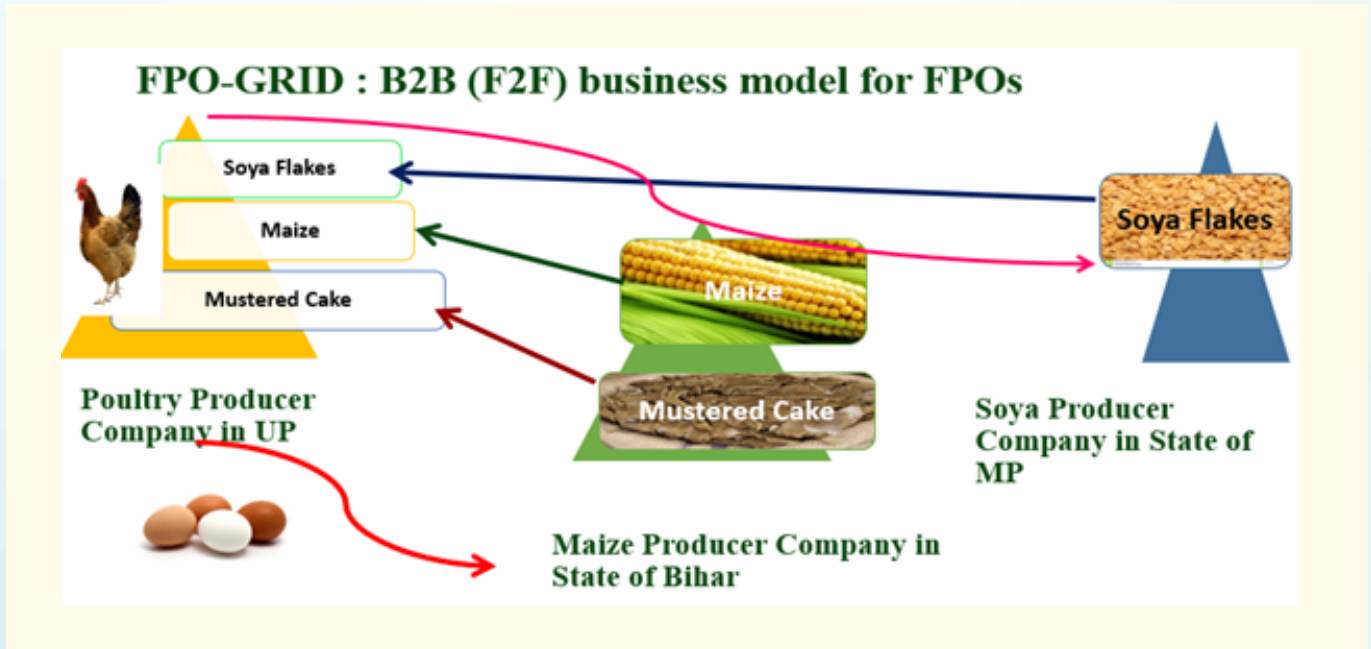 FPO-GRID : B2B (F2F) business model for FPOs
Soya Flakes
Maize
Mustered Cake
Maize
Mustered Cake
Soya Flakes
Poultry Producer
Company in UP
Maize Producer Company in
State of Bihar
Soya Producer
Company in State of
MP